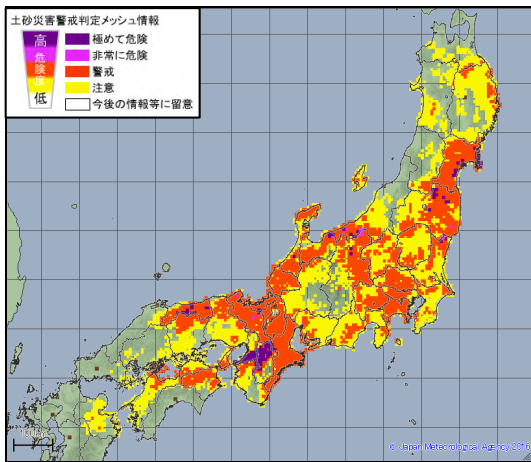 土砂災害警戒判定メッシュ情報
高
危険度
低
極めて危険
非常に危険
警戒
注意
今後の情報等に留意
100km
© Japan Meteorological Agency 2016